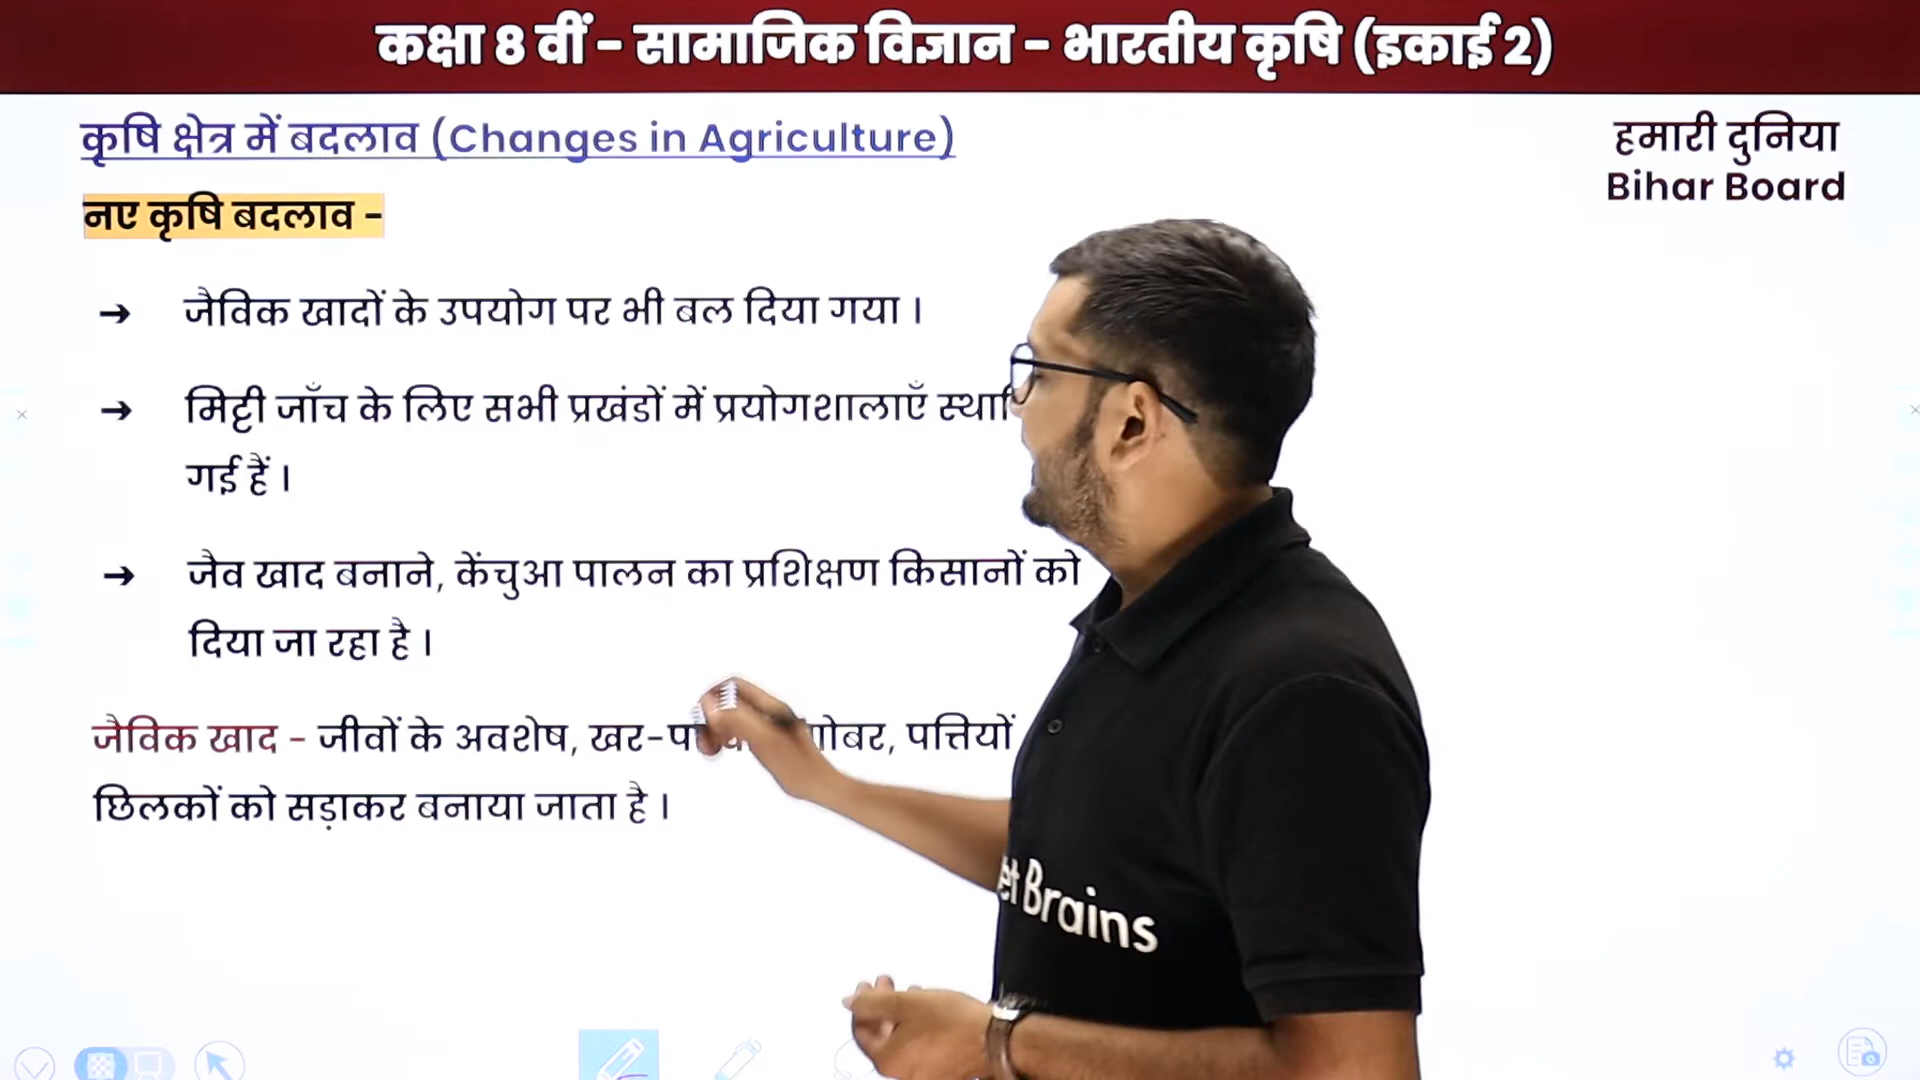 कक्षा 8 वीं - सामाजिक विज्ञान - भारतीय कृषि (इकाई 2)
कृषि क्षेत्र में बदलाव (Changes in Agriculture)
हमारी दुनिया
Bihar Board
नए कृषि बदलाव -
→ जैविक खादों के उपयोग पर भी बल दिया गया ।
→ मिट्टी जाँच के लिए सभी प्रखंडों में प्रयोगशालाएँ
गई हैं ।
→ जैव खाद बनाने, केंचुआ पालन का प्रशिक्षण किसानों को
दिया जा रहा है ।
जैविक खाद - जीवों के अवशेष, पत्तियों
छिलकों को सड़ाकर बनाया जाता है ।
Brains